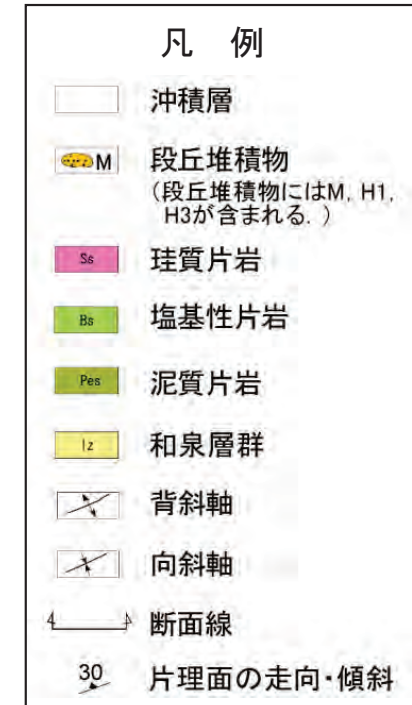 凡 例
沖積層
M 段丘堆積物
(段丘堆積物にはM, H1,
H3が含まれる. )
Ss 珪質片岩
Bs 塩基性片岩
Pes 泥質片岩
Iz 和泉層群
背斜軸
向斜軸
断面線
30 片理面の走向・傾斜